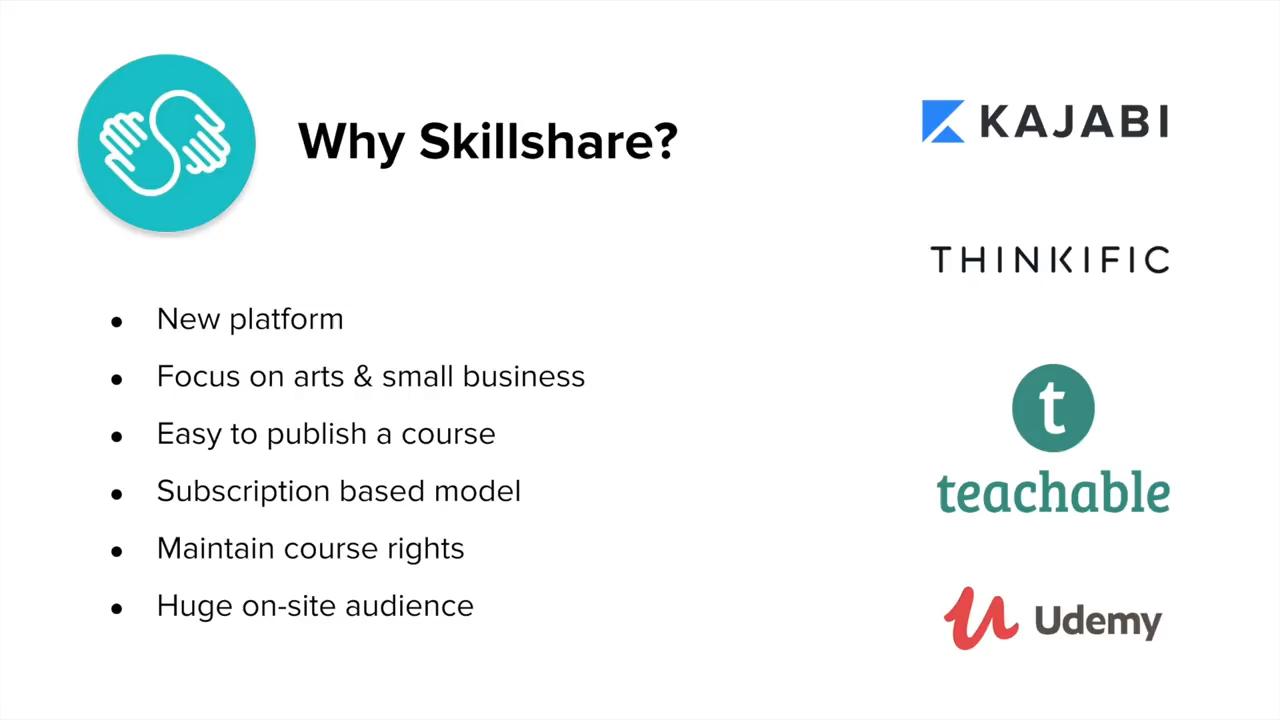 Why Skillshare?
• New platform
• Focus on arts & small business
• Easy to publish a course
• Subscription based model
• Maintain course rights
• Huge on-site audience
KAJABI
THINKIFIC
t
teachable
Udemy